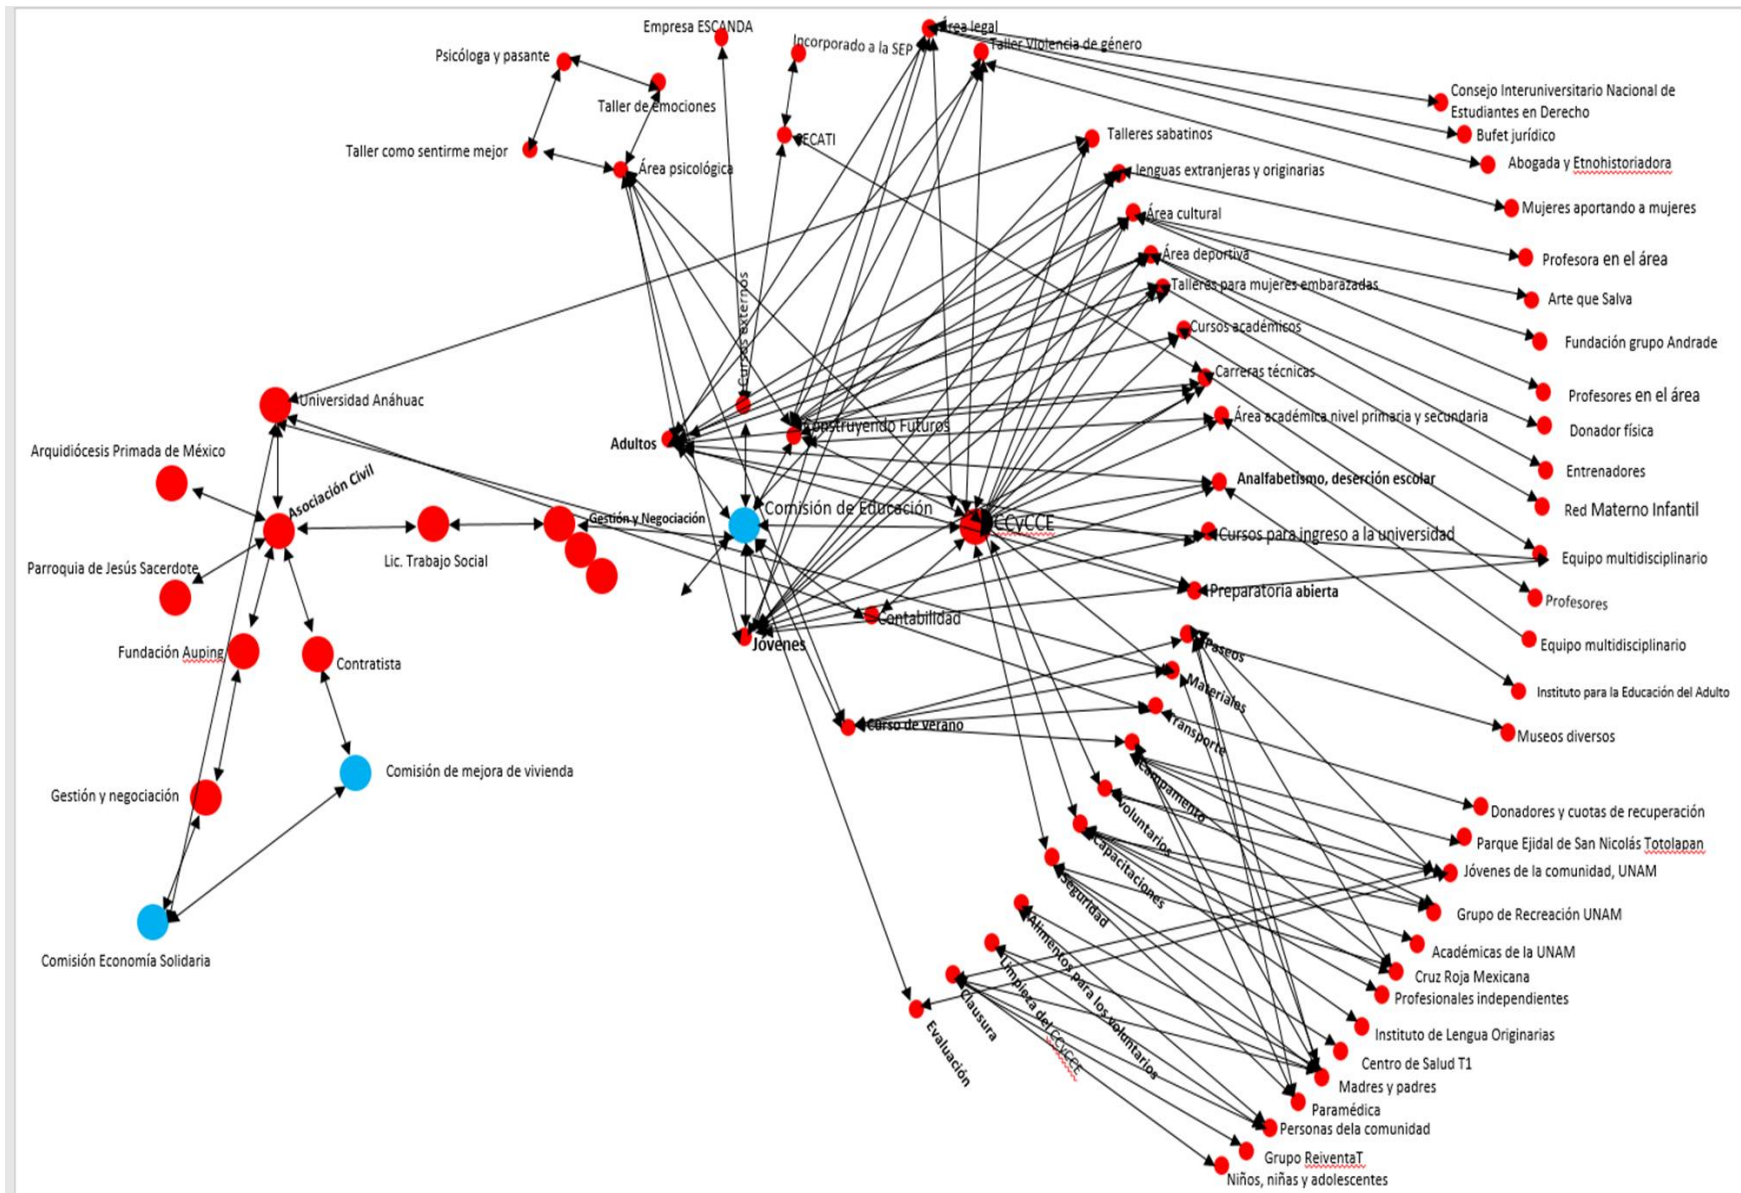 Empresa ESCANDA
Incorporado a la SEP
Área legal
Taller Violencia de género
Psicóloga y pasante
Taller de emociones
Taller como sentirme mejor
Área psicológica
CECATI
Talleres sabatinos
lenguas extranjeras y originarias
Área cultural
Área deportiva
Talleres para mujeres embarazadas
Cursos académicos
Carreras técnicas
Área académica nivel primaria y secundaria
Analfabetismo, deserción escolar
Cursos para ingreso a la universidad
Preparatoria abierta
Consejo Interuniversitario Nacional de
Estudiantes en Derecho
Bufet jurídico
Abogada y Etnohistoriadora
Mujeres aportando a mujeres
Profesora en el área
Arte que Salva
Fundación grupo Andrade
Profesores en el área
Donador física
Entrenadores
Red Materno Infantil
Equipo multidisciplinario
Profesores
Equipo multidisciplinario
Instituto para la Educación del Adulto
Museos diversos
Donadores y cuotas de recuperación
Parque Ejidal de San Nicolás Totolapan
Jóvenes de la comunidad, UNAM
Grupo de Recreación UNAM
Académicas de la UNAM
Cruz Roja Mexicana
Profesionales independientes
Instituto de Lengua Originarias
Centro de Salud T1
Madres y padres
Paramédica
Personas dela comunidad
Grupo ReiventaT
Niños, niñas y adolescentes
Cursos externos
Adultos
Construyendo Futuros
Comisión de Educación
CCyCCE
Contabilidad
Jóvenes
Curso de verano
Paseos
Materiales
Transporte
Campamento
voluntarios
Capacitaciones
Seguridad
Alimentos para los voluntarios
Limpieza del CCyCCE
Clausura
Evaluación
Universidad Anáhuac
Arquidiócesis Primada de México
Asociación Civil
Gestión y Negociación
Lic. Trabajo Social
Parroquia de Jesús Sacerdote
Fundación Auping
Contratista
Comisión de mejora de vivienda
Gestión y negociación
Comisión Economía Solidaria